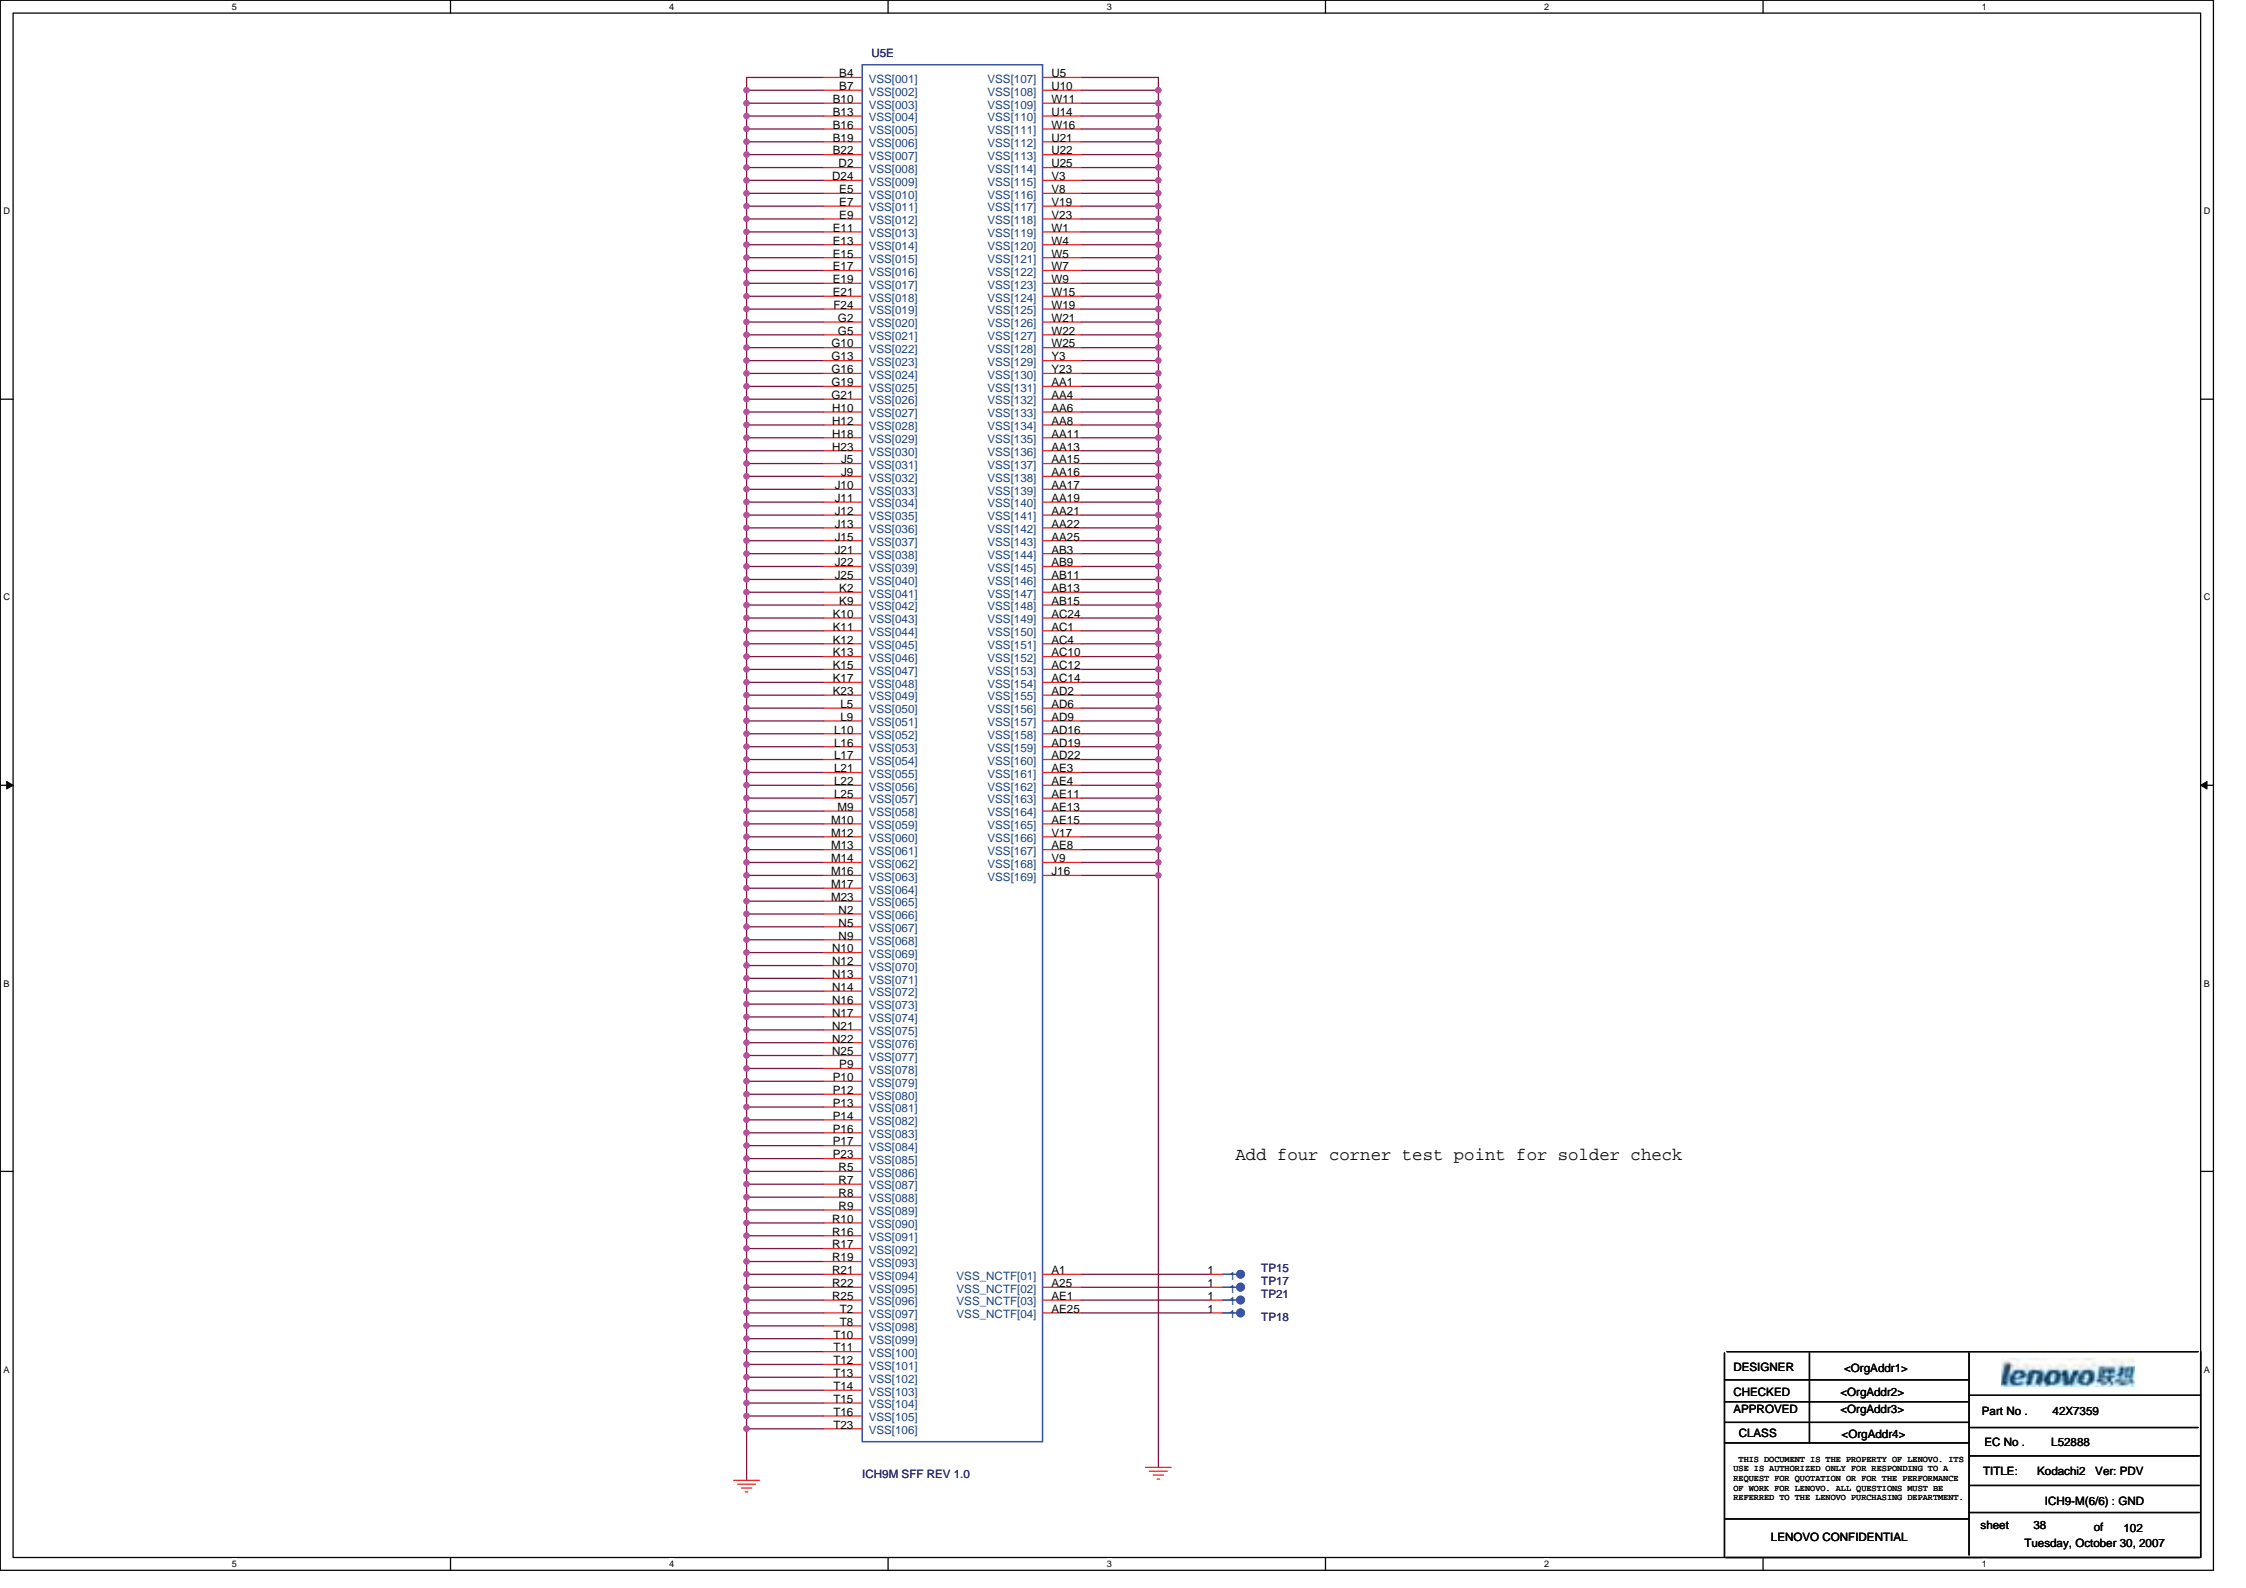 5 4 3 2 1
U5E
B4 VSS[001] VSS[107] U5
B7 VSS[002] VSS[108] U10
B10 VSS[003] VSS[109] W11
B13 VSS[004] VSS[110] U14
B16 VSS[005] VSS[111] W16
B19 VSS[006] VSS[112] U21
B22 VSS[007] VSS[113] U22
D2 VSS[008] VSS[114] U25
D24 VSS[009] VSS[115] V3
E5 VSS[010] VSS[116] V8
E7 VSS[011] VSS[117] V19
D D
E9 VSS[012] VSS[118] V23
E11 VSS[013] VSS[119] W1
E13 VSS[014] VSS[120] W4
E15 VSS[015] VSS[121] W5
E17 VSS[016] VSS[122] W7
E19 VSS[017] VSS[123] W9
E21 VSS[018] VSS[124] W15
F24 VSS[019] VSS[125] W19
G2 VSS[020] VSS[126] W21
G5 VSS[021] VSS[127] W22
G10 VSS[022] VSS[128] W25
G13 VSS[023] VSS[129] Y3
G16 VSS[024] VSS[130] Y23
G19 VSS[025] VSS[131] AA1
G21 VSS[026] VSS[132] AA4
H10 VSS[027] VSS[133] AA6
H12 VSS[028] VSS[134] AA8
H18 VSS[029] VSS[135] AA11
H23 VSS[030] VSS[136] AA13
J5 VSS[031] VSS[137] AA15
J9 VSS[032] VSS[138] AA16
J10 VSS[033] VSS[139] AA17
J11 VSS[034] VSS[140] AA19
J12 VSS[035] VSS[141] AA21
J13 VSS[036] VSS[142] AA22
J15 VSS[037] VSS[143] AA25
J21 VSS[038] VSS[144] AB3
J22 VSS[039] VSS[145] AB9
J25 VSS[040] VSS[146] AB11
K2 VSS[041] VSS[147] AB13
C C
K9 VSS[042] VSS[148] AB15
K10 VSS[043] VSS[149] AC24
K11 VSS[044] VSS[150] AC1
K12 VSS[045] VSS[151] AC4
K13 VSS[046] VSS[152] AC10
K15 VSS[047] VSS[153] AC12
K17 VSS[048] VSS[154] AC14
K23 VSS[049] VSS[155] AD2
L5 VSS[050] VSS[156] AD6
L9 VSS[051] VSS[157] AD9
L10 VSS[052] VSS[158] AD16
L16 VSS[053] VSS[159] AD19
L17 VSS[054] VSS[160] AD22
L21 VSS[055] VSS[161] AE3
L22 VSS[056] VSS[162] AE4
L25 VSS[057] VSS[163] AE11
M9 VSS[058] VSS[164] AE13
M10 VSS[059] VSS[165] AE15
M12 VSS[060] VSS[166] V17
M13 VSS[061] VSS[167] AE8
M14 VSS[062] VSS[168] V9
M16 VSS[063] VSS[169] J16
M17 VSS[064]
M23 VSS[065]
N2 VSS[066]
N5 VSS[067]
N9 VSS[068]
N10 VSS[069]
N12 VSS[070]
N13 VSS[071]
B B
N14 VSS[072]
N16 VSS[073]
N17 VSS[074]
N21 VSS[075]
N22 VSS[076]
N25 VSS[077]
P9 VSS[078]
P10 VSS[079]
P12 VSS[080]
P13 VSS[081]
P14 VSS[082]
P16 VSS[083]
P17 VSS[084]
P23 VSS[085]
Add four corner test point for solder check
R5 VSS[086]
R7 VSS[087]
R8 VSS[088]
R9 VSS[089]
R10 VSS[090]
R16 VSS[091]
R17 VSS[092]
R19 VSS[093]
R21 VSS[094] VSS_NCTF[01] A1 1 1 TP15
R22 VSS[095] VSS_NCTF[02] A25 1 1 TP17
R25 VSS[096] VSS_NCTF[03] AE1 1 1 TP21
T2 VSS[097] VSS_NCTF[04] AE25 1 1 TP18
T8 VSS[098]
T10 VSS[099]
T11 VSS[100]
T12 VSS[101]
T13 VSS[102]
A A
T14 VSS[103]
T15 VSS[104]
T16 VSS[105]
T23 VSS[106]
ICH9M SFF REV 1.0
DESIGNER <OrgAddr1>
CHECKED <OrgAddr2>
APPROVED <OrgAddr3>
CLASS <OrgAddr4>
THIS DOCUMENT IS THE PROPERTY OF LENOVO. ITS
USE IS AUTHORIZED ONLY FOR RESPONDING TO A
REQUEST FOR QUOTATION OR FOR THE PERFORMANCE
OF WORK FOR LENOVO. ALL QUESTIONS MUST BE
REFERRED TO THE LENOVO PURCHASING DEPARTMENT.
LENOVO CONFIDENTIAL
lenovo联想
Part No . 42X7359
EC No . L52888
TITLE: Kodachi2 Ver: PDV
ICH9-M(6/6) : GND
sheet 38 of 102
Tuesday, October 30, 2007
5 4 3 2 1